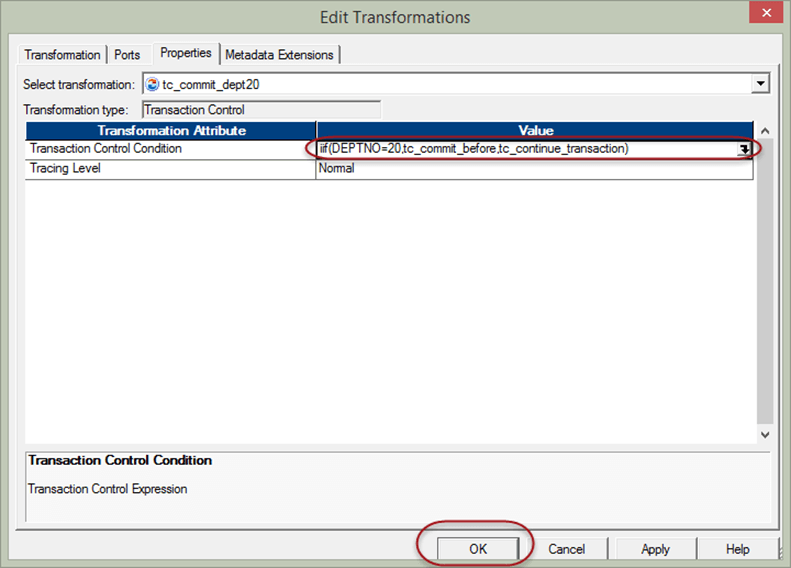 Edit Transformations
Transformation Ports Properties Metadata Extensions
Select transformation: tc_commit_dept20
Transformation type: Transaction Control
Transformation Attribute Value
Transaction Control Condition iif(DEPTNO=20,tc_commit_before,tc_continue_transaction)
Tracing Level Normal
Transaction Control Condition
Transaction Control Expression
OK Cancel Apply Help